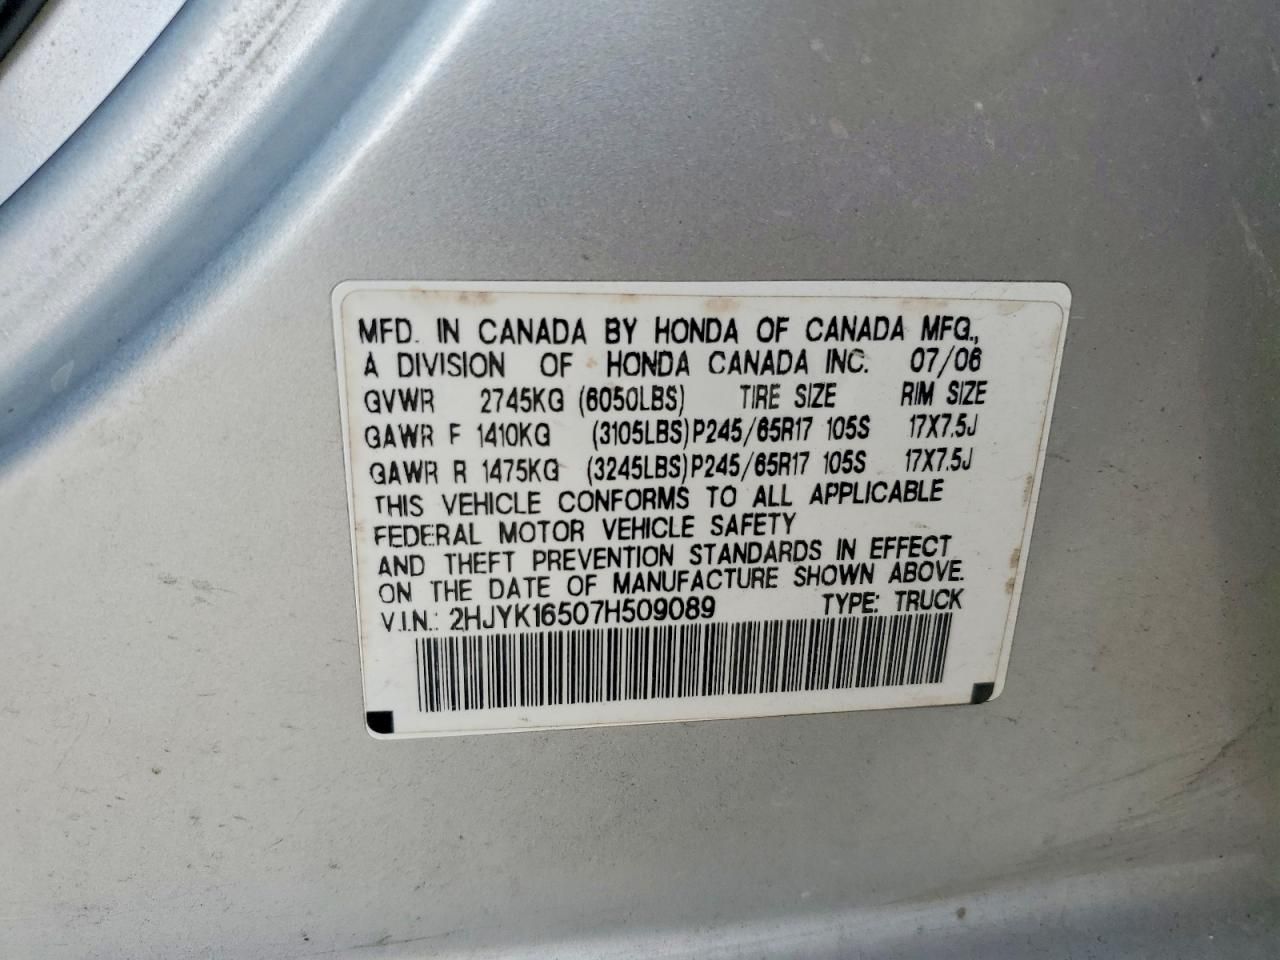 MFD. IN CANADA BY HONDA OF CANADA MFG.,
A DIVISION OF HONDA CANADA INC. 07/06
GVWR 2745KG (6050LBS) TIRE SIZE RIM SIZE
GAWR F 1410KG (3105LBS) P245/65R17 105S 17X7.5J
GAWR R 1475KG (3245LBS) P245/65R17 105S 17X7.5J
THIS VEHICLE CONFORMS TO ALL APPLICABLE
FEDERAL MOTOR VEHICLE SAFETY
AND THEFT PREVENTION STANDARDS IN EFFECT
ON THE DATE OF MANUFACTURE SHOWN ABOVE.
V.I.N.: 2HJYK16507H509089 TYPE: TRUCK